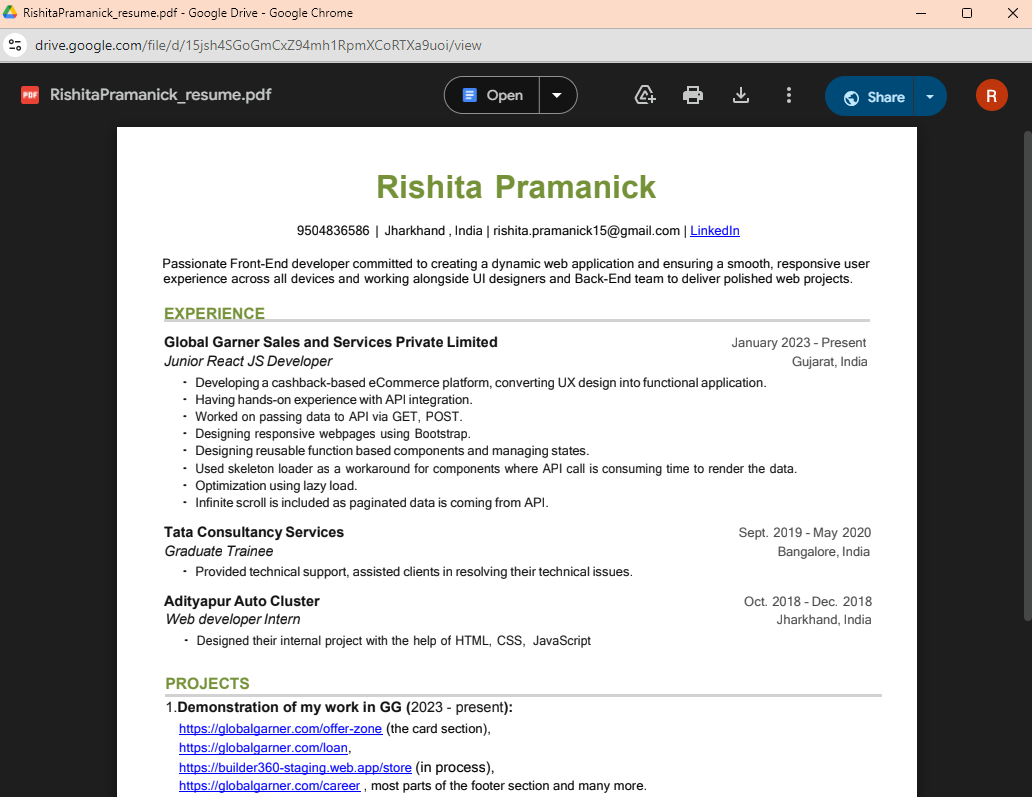 RishitaPramanick_resume.pdf - Google Drive - Google Chrome
drive.google.com/file/d/15jsh4SGoGmCxZ94mh1RpmXCoRTXa9uoi/view
PDF RishitaPramanick_resume.pdf Open Share R
Rishita Pramanick
9504836586 | Jharkhand , India | rishita.pramanick15@gmail.com | LinkedIn
Passionate Front-End developer committed to creating a dynamic web application and ensuring a smooth, responsive user
experience across all devices and working alongside UI designers and Back-End team to deliver polished web projects.
EXPERIENCE
Global Garner Sales and Services Private Limited January 2023 - Present
Junior React JS Developer Gujarat, India
- Developing a cashback-based eCommerce platform, converting UX design into functional application.
- Having hands-on experience with API integration.
- Worked on passing data to API via GET, POST.
- Designing responsive webpages using Bootstrap.
- Designing reusable function based components and managing states.
- Used skeleton loader as a workaround for components where API call is consuming time to render the data.
- Optimization using lazy load.
- Infinite scroll is included as paginated data is coming from API.
Tata Consultancy Services Sept. 2019 - May 2020
Graduate Trainee Bangalore, India
- Provided technical support, assisted clients in resolving their technical issues.
Adityapur Auto Cluster Oct. 2018 - Dec. 2018
Web developer Intern Jharkhand, India
- Designed their internal project with the help of HTML, CSS, JavaScript
PROJECTS
1.Demonstration of my work in GG (2023 - present):
https://globalgarner.com/offer-zone (the card section),
https://globalgarner.com/loan,
https://builder360-staging.web.app/store (in process),
https://globalgarner.com/career , most parts of the footer section and many more.